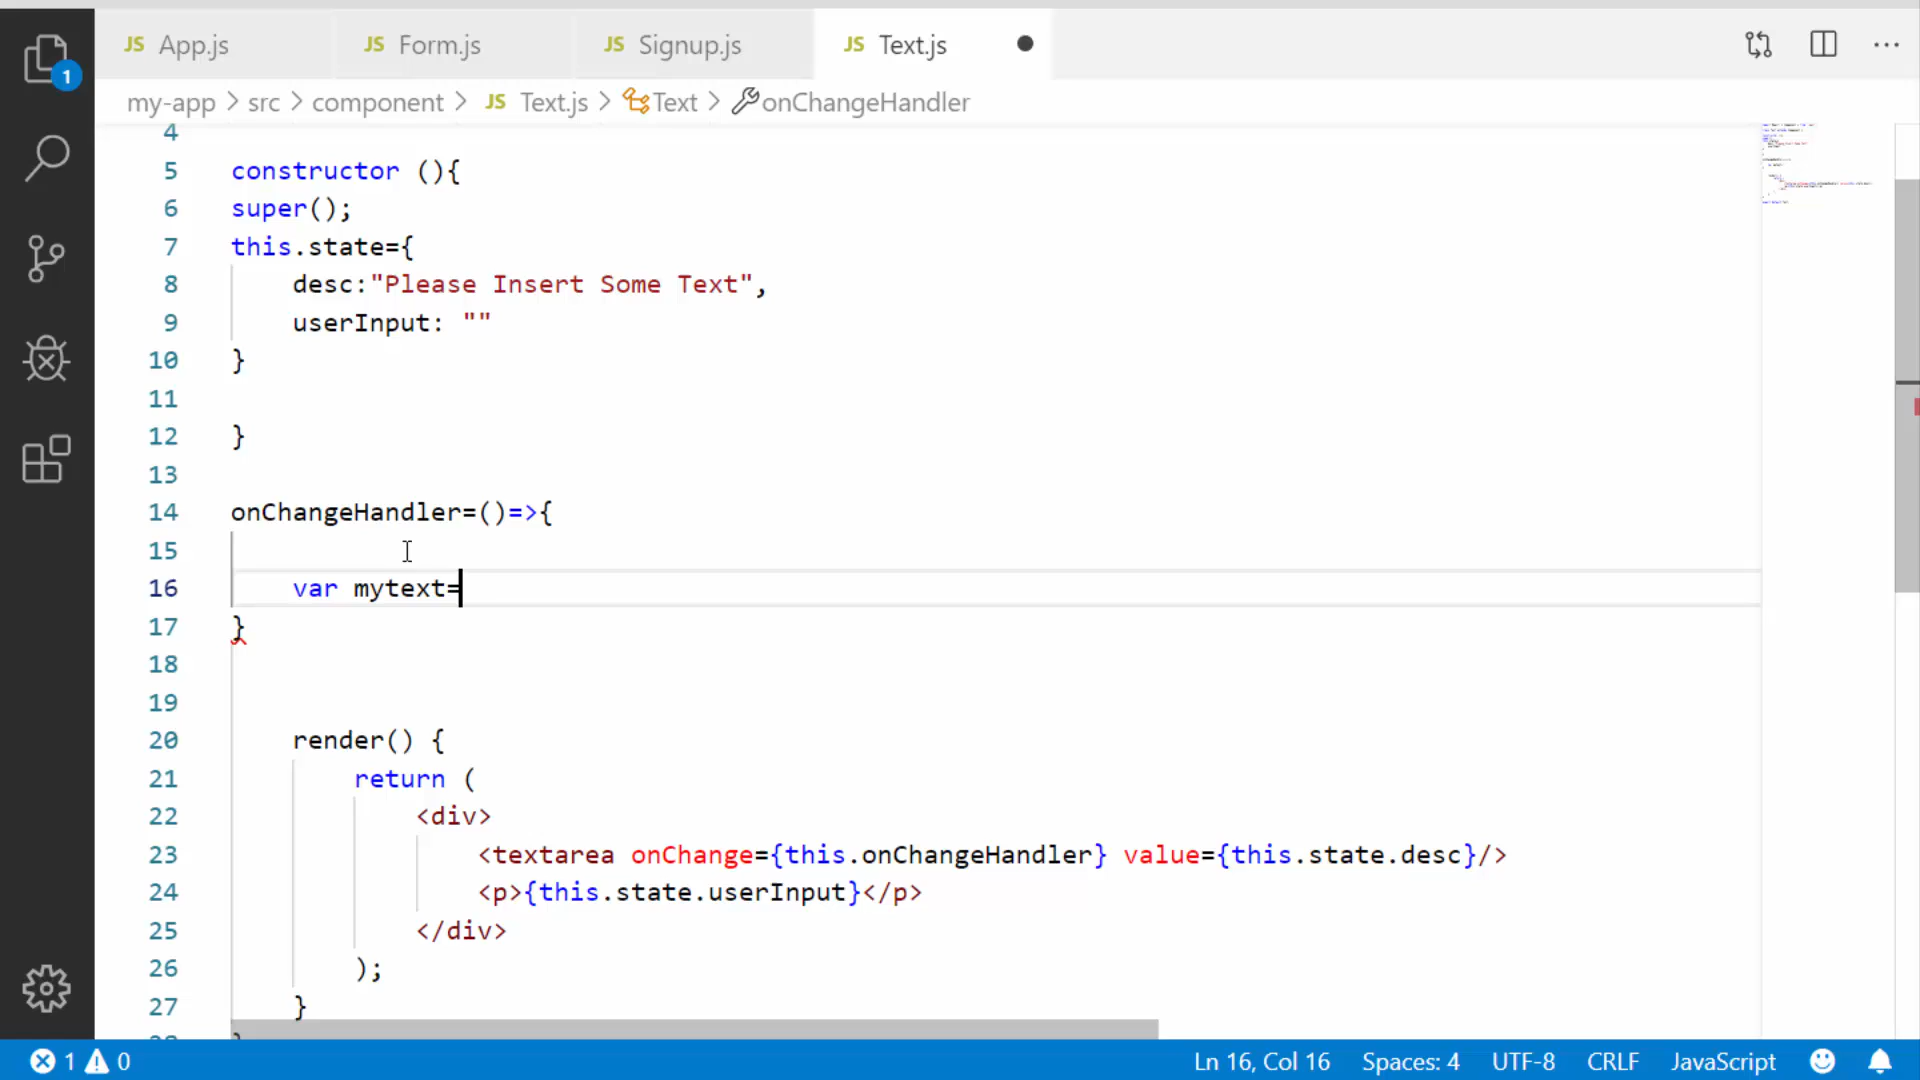 JS App.js JS Form.js JS Signup.js JS Text.js
1
my-app > src > component > JS Text.js > Text > onChangeHandler
4
5 constructor (){
6 super();
7 this.state={
8 desc:"Please Insert Some Text",
9 userInput: ""
10 }
11
12 }
13
14 onChangeHandler=()=>{
15
16 var mytext=
17 }
18
19
20 render() {
21 return (
22 <div>
23 <textarea onChange={this.onChangeHandler} value={this.state.desc}/>
24 <p>{this.state.userInput}</p>
25 </div>
26 );
27 }
1 0 Ln 16, Col 16 Spaces: 4 UTF-8 CRLF JavaScript